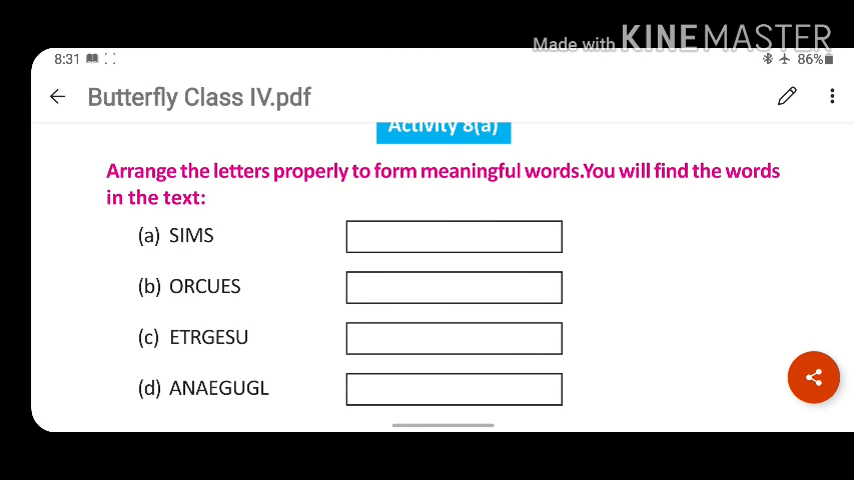 Made with KINEMASTER
8:31 86%
Butterfly Class IV.pdf
Activity 8(a)
Arrange the letters properly to form meaningful words.You will find the words
in the text:
(a) SIMS
(b) ORCUES
(c) ETRGESU
(d) ANAEGUGL